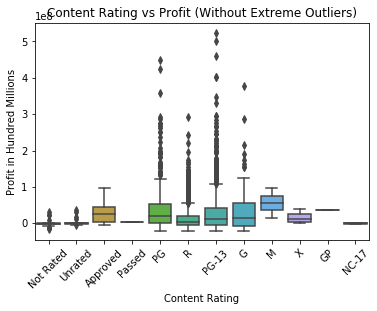 Content Rating vs Profit (Without Extreme Outliers)
1e8
5
4
3
2
1
0
Profit in Hundred Millions
Not Rated
Unrated
Approved
Passed
PG
R
PG-13
G
M
X
GP
NC-17
Content Rating